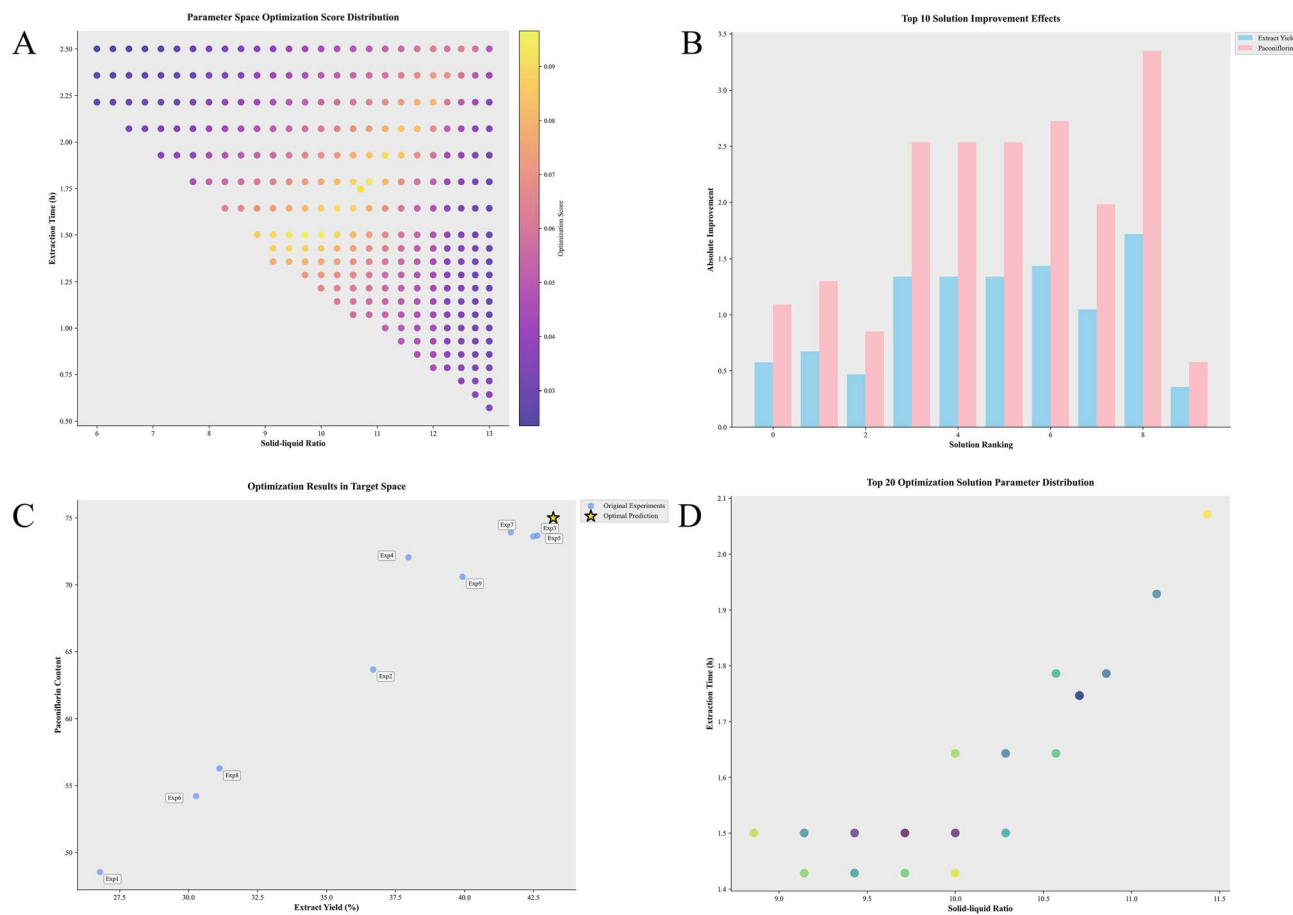 A
Parameter Space Optimization Score Distribution
Extraction Time (h)
2.50
2.25
2.00
1.75
1.50
1.25
1.00
0.75
0.50
6 7 8 9 10 11 12 13
Solid-liquid Ratio
0.09
0.08
0.07
0.06
0.05
0.04
0.03
Optimization Score
B
Top 10 Solution Improvement Effects
Extract Yield
Paeoniflorin
Absolute Improvement
3.5
3.0
2.5
2.0
1.5
1.0
0.5
0.0
0 2 4 6 8
Solution Ranking
C
Optimization Results in Target Space
Original Experiments
Optimal Prediction
Paeoniflorin Content
75
70
65
60
55
50
Exp7
Exp3
Exp5
Exp4
Exp9
Exp2
Exp8
Exp6
Exp1
27.5 30.0 32.5 35.0 37.5 40.0 42.5
Extract Yield (%)
D
Top 20 Optimization Solution Parameter Distribution
Extraction Time (h)
2.1
2.0
1.9
1.8
1.7
1.6
1.5
1.4
9.0 9.5 10.0 10.5 11.0 11.5
Solid-liquid Ratio